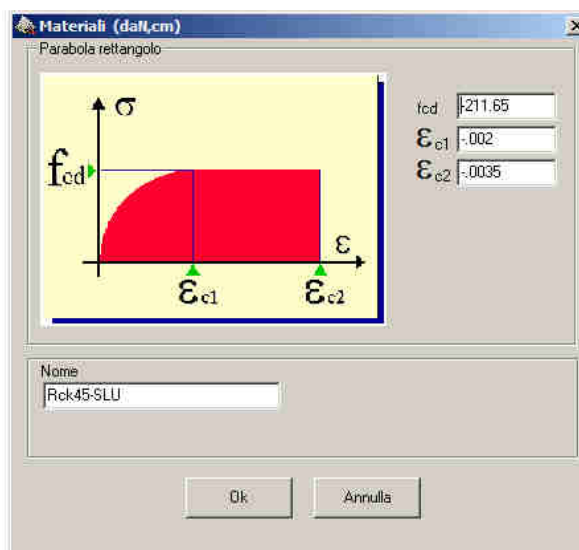 Materiali (daN,cm)
Parabola rettangolo
σ
fcd
ε
εc1
εc2
fcd -211.65
εc1 -.002
εc2 -.0035
Nome
Rck45-SLU
Ok
Annulla